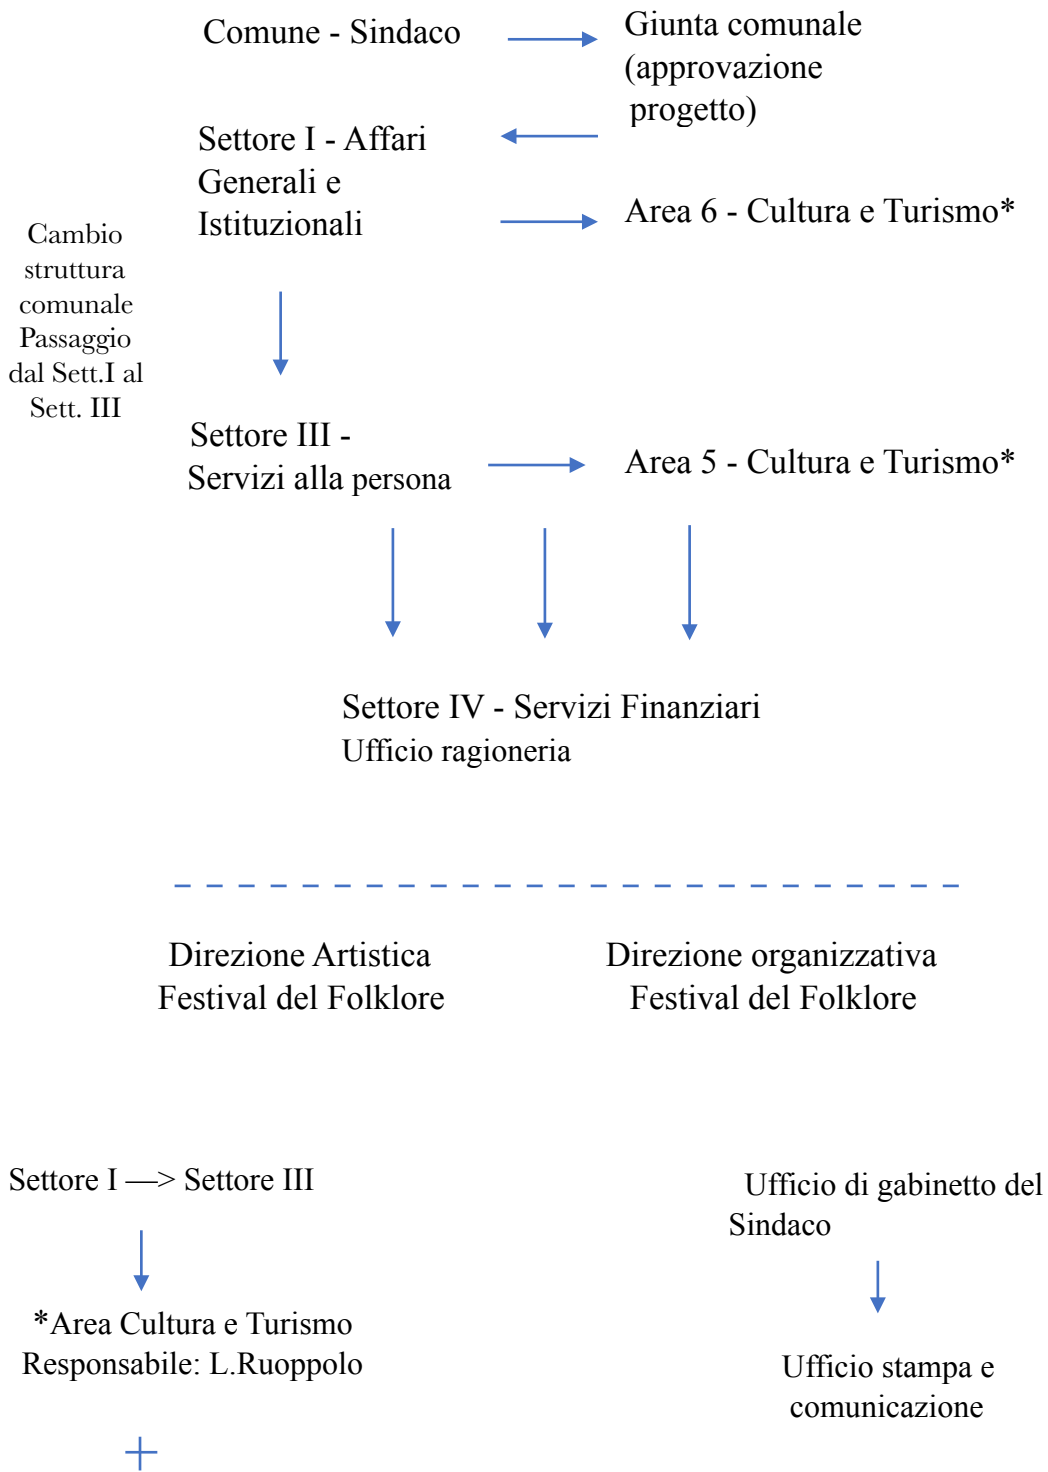 Comune - Sindaco
Giunta comunale
(approvazione
progetto)
Settore I - Affari
Generali e
Istituzionali
Area 6 - Cultura e Turismo*
Cambio
struttura
comunale
Passaggio
dal Sett.I al
Sett. III
Settore III -
Servizi alla persona
Area 5 - Cultura e Turismo*
Settore IV - Servizi Finanziari
Ufficio ragioneria
Direzione Artistica
Festival del Folklore
Direzione organizzativa
Festival del Folklore
Settore I —> Settore III
*Area Cultura e Turismo
Responsabile: L.Ruoppolo
Ufficio di gabinetto del
Sindaco
Ufficio stampa e
comunicazione